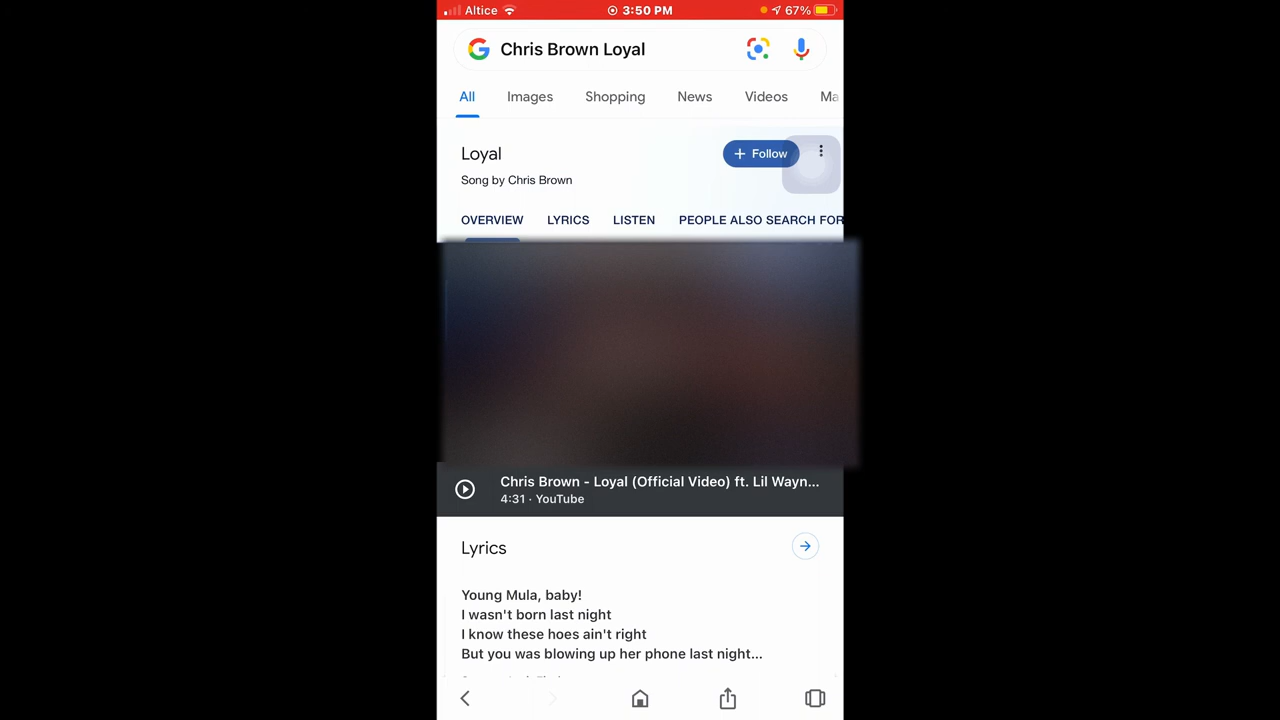 Altice 3:50 PM 67%
Chris Brown Loyal
All Images Shopping News Videos Ma
Loyal
+ Follow
Song by Chris Brown
OVERVIEW LYRICS LISTEN PEOPLE ALSO SEARCH FOR
Chris Brown - Loyal (Official Video) ft. Lil Wayn...
4:31 · YouTube
Lyrics
Young Mula, baby!
I wasn't born last night
I know these hoes ain't right
But you was blowing up her phone last night...